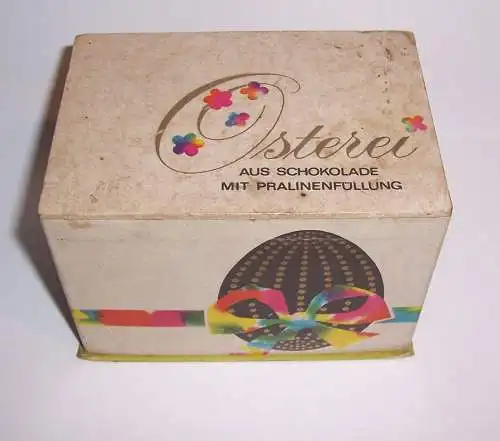 Osterei
AUS SCHOKOLADE
MIT PRALINENFÜLLUNG